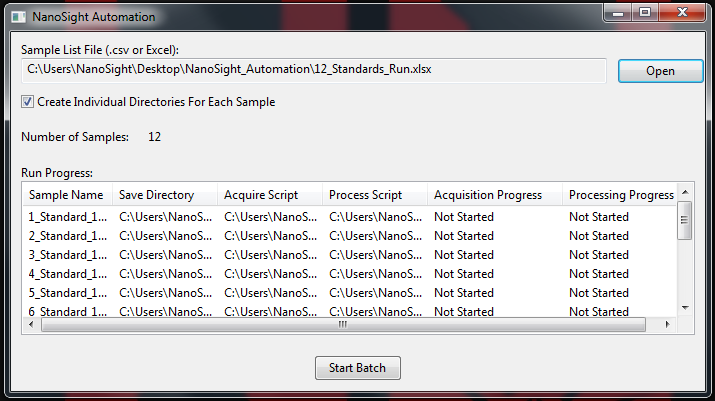 NanoSight Automation
Sample List File (.csv or Excel):
C:\Users\NanoSight\Desktop\NanoSight_Automation\12_Standards_Run.xlsx
Open
Create Individual Directories For Each Sample
Number of Samples: 12
Run Progress:
Sample Name Save Directory Acquire Script Process Script Acquisition Progress Processing Progress
1_Standard_1... C:\Users\NanoS... C:\Users\NanoS... C:\Users\NanoS... Not Started Not Started
2_Standard_1... C:\Users\NanoS... C:\Users\NanoS... C:\Users\NanoS... Not Started Not Started
3_Standard_1... C:\Users\NanoS... C:\Users\NanoS... C:\Users\NanoS... Not Started Not Started
4_Standard_1... C:\Users\NanoS... C:\Users\NanoS... C:\Users\NanoS... Not Started Not Started
5_Standard_1... C:\Users\NanoS... C:\Users\NanoS... C:\Users\NanoS... Not Started Not Started
6_Standard_1... C:\Users\NanoS... C:\Users\NanoS... C:\Users\NanoS... Not Started Not Started
Start Batch